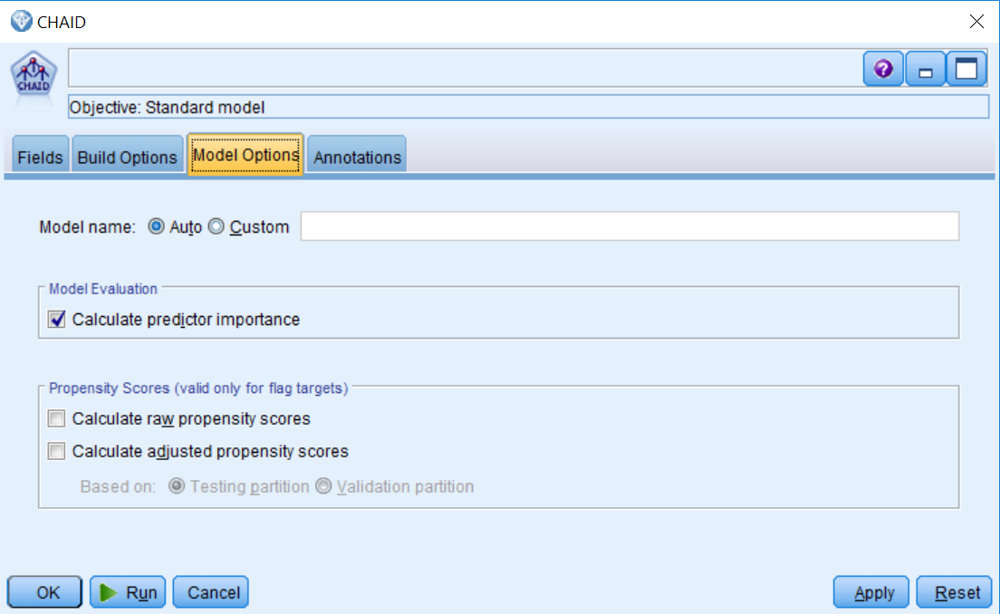 CHAID
CHAID
?
Objective: Standard model
Fields Build Options Model Options Annotations
Model name: Auto Custom
Model Evaluation
Calculate predictor importance
Propensity Scores (valid only for flag targets)
Calculate raw propensity scores
Calculate adjusted propensity scores
Based on: Testing partition Validation partition
OK Run Cancel Apply Reset